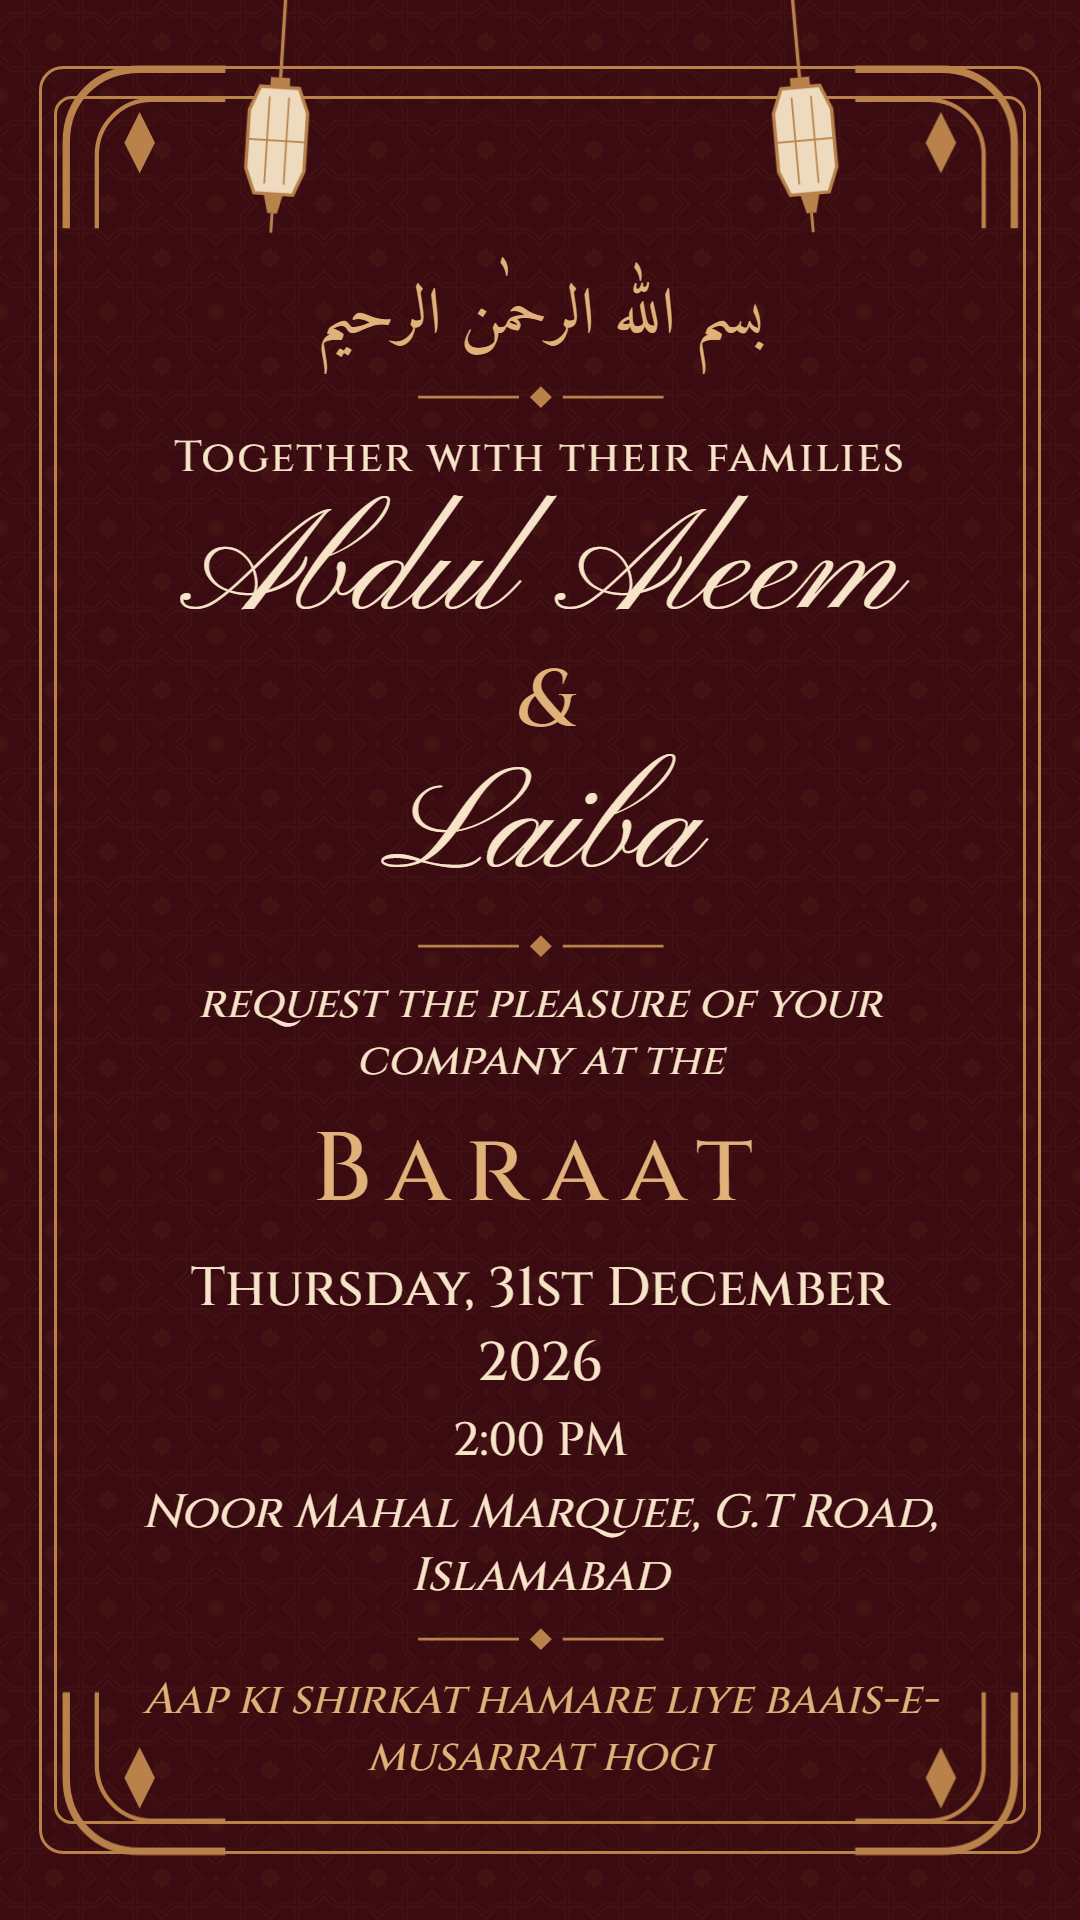 بسم الله الرحمٰن الرحيم
Together with their families
Abdul Aleem
&
Laiba
request the pleasure of your
company at the
Baraat
Thursday, 31st December
2026
2:00 PM
Noor Mahal Marquee, G.T Road,
Islamabad
Aap ki shirkat hamare liye baais-e-
musarrat hogi